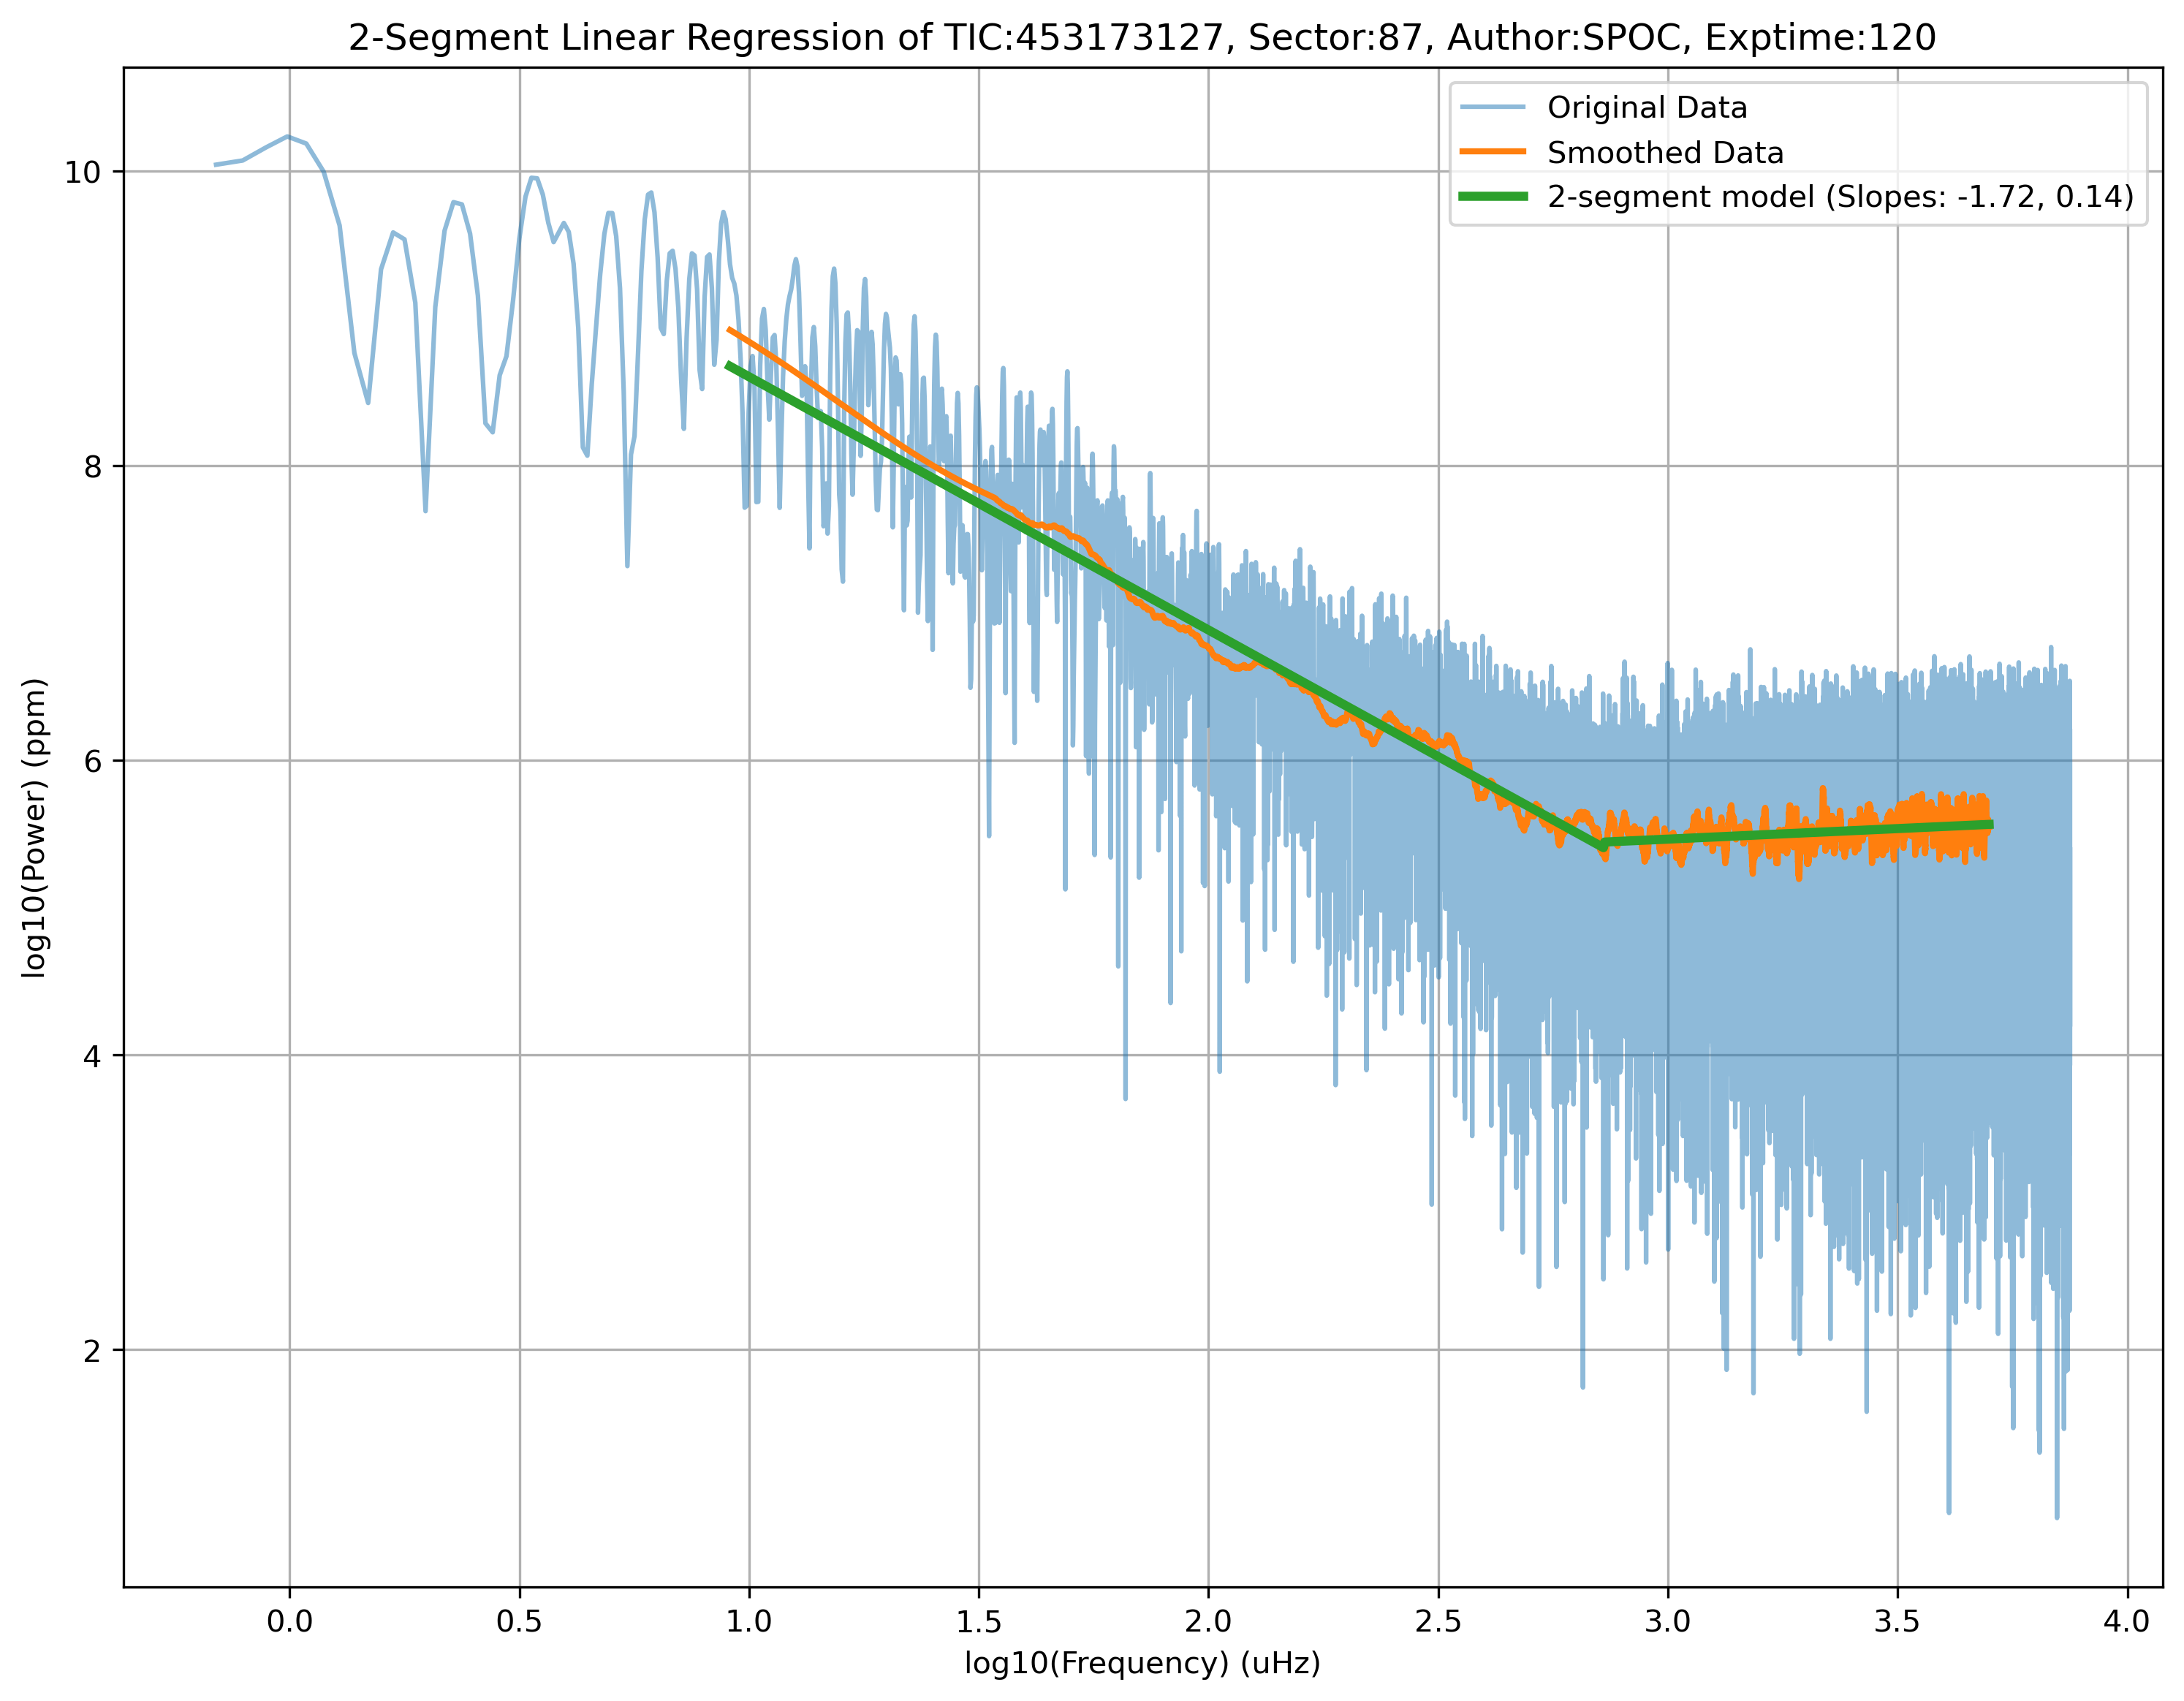 2-Segment Linear Regression of TIC:453173127, Sector:87, Author:SPOC, Exptime:120
Original Data
Smoothed Data
2-segment model (Slopes: -1.72, 0.14)
log10(Power) (ppm)
10
8
6
4
2
0.0 0.5 1.0 1.5 2.0 2.5 3.0 3.5 4.0
log10(Frequency) (uHz)